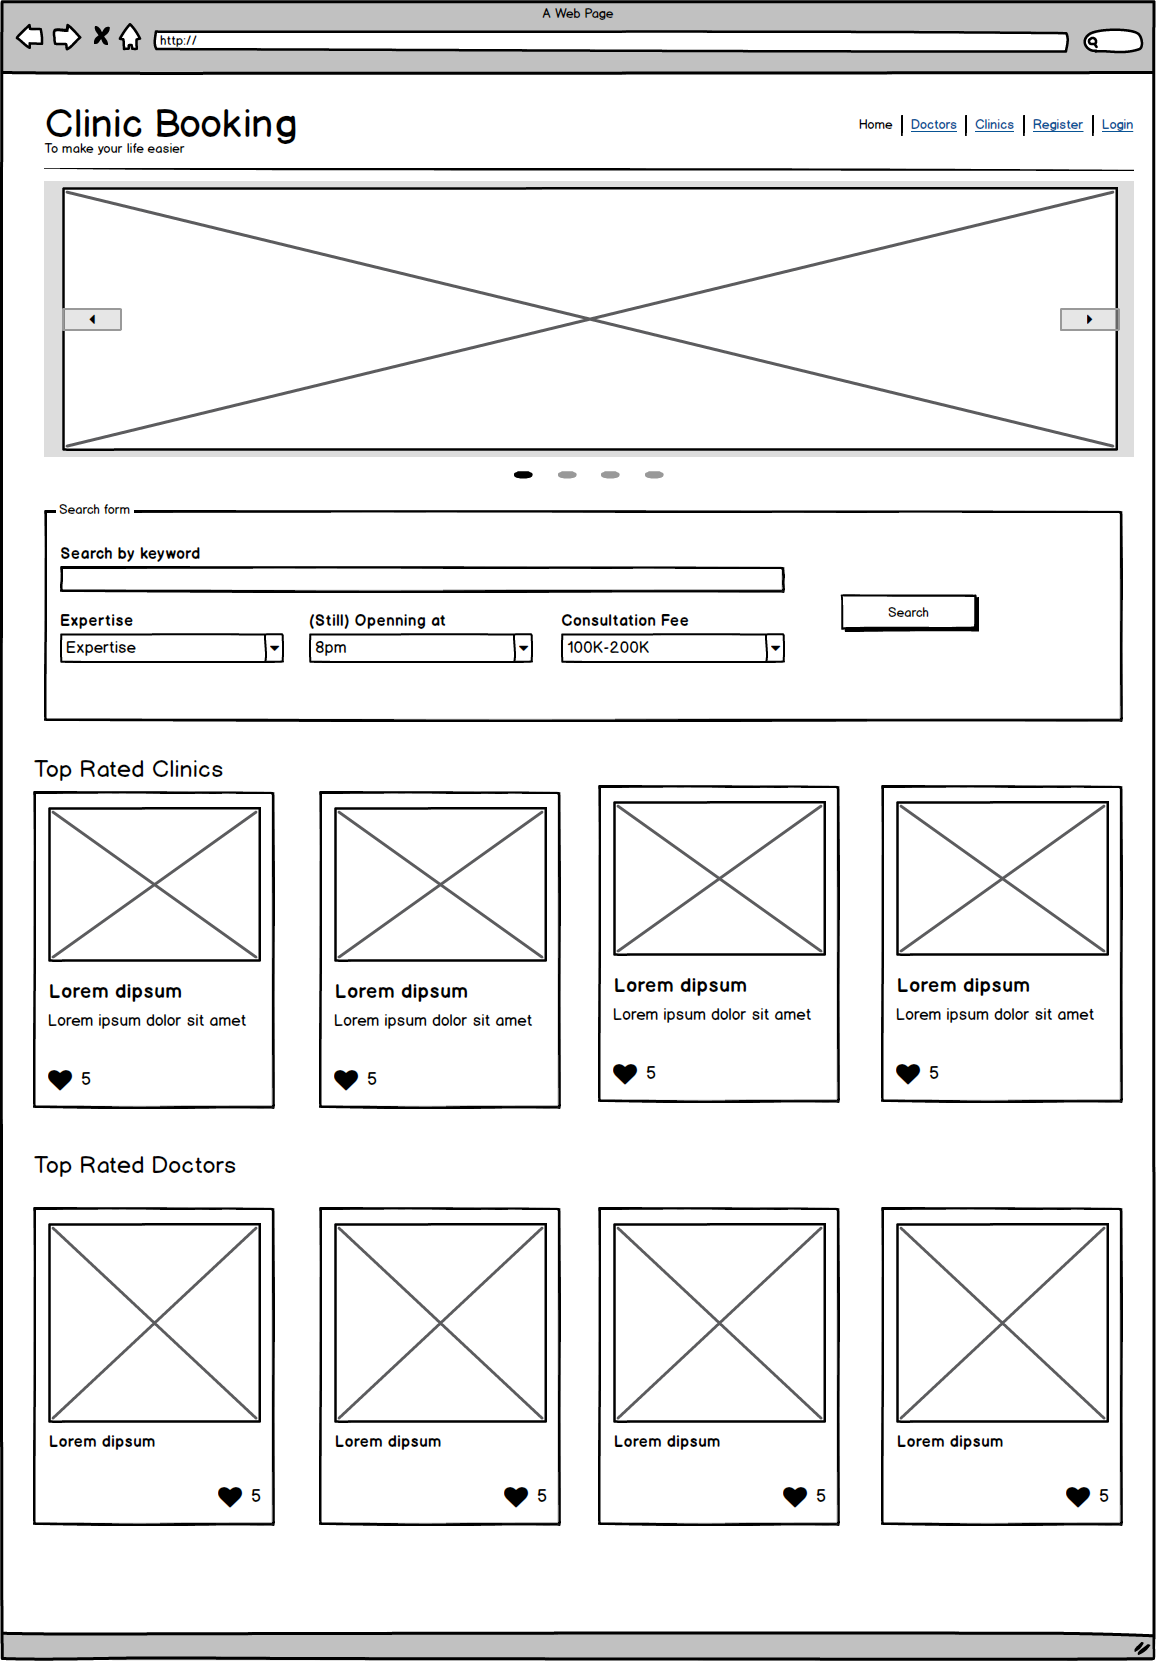 A Web Page
http://
Clinic Booking
To make your life easier
Home Doctors Clinics Register Login
Search form
Search by keyword
Search
Expertise (Still) Openning at Consultation Fee
Expertise 8pm 100K-200K
Top Rated Clinics
Lorem dipsum Lorem dipsum Lorem dipsum Lorem dipsum
Lorem ipsum dolor sit amet Lorem ipsum dolor sit amet Lorem ipsum dolor sit amet Lorem ipsum dolor sit amet
5 5 5 5
Top Rated Doctors
Lorem dipsum Lorem dipsum Lorem dipsum Lorem dipsum
5 5 5 5